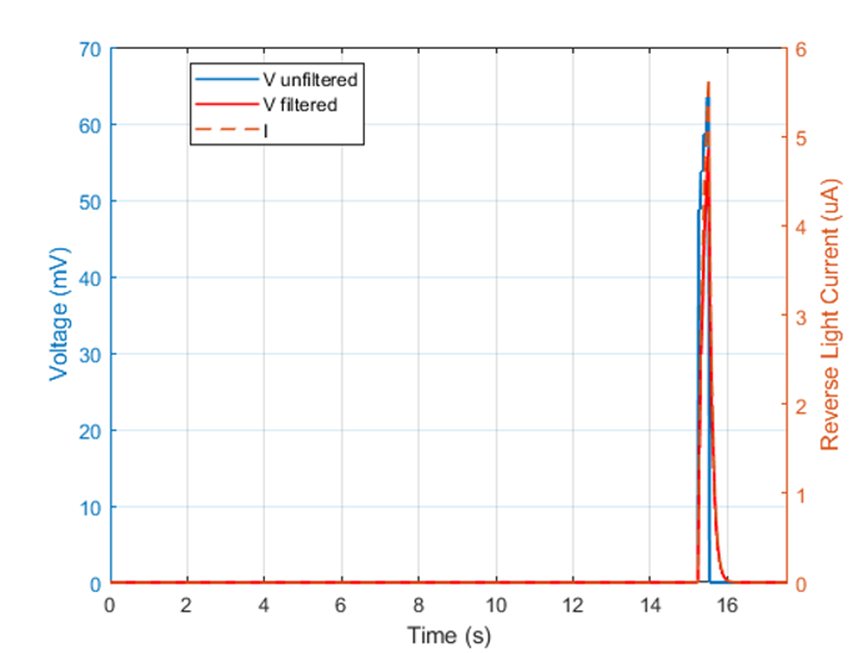 70
60
50
40
30
20
10
0
6
5
4
3
2
1
0
V unfiltered
V filtered
I
Voltage (mV)
Reverse Light Current (uA)
0 2 4 6 8 10 12 14 16
Time (s)